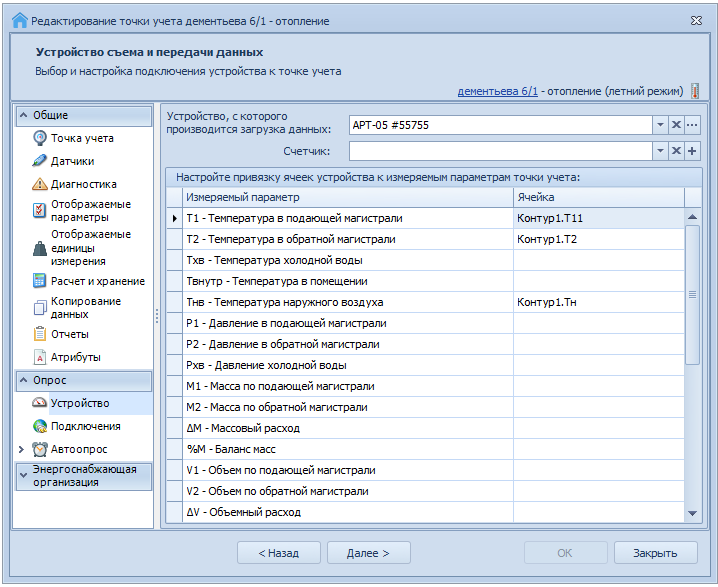 Редактирование точки учета дементьева 6/1 - отопление
Устройство съема и передачи данных
Выбор и настройка подключения устройства к точке учета
дементьева 6/1 - отопление (летний режим)
Общие
Точка учета
Датчики
Диагностика
Отображаемые
параметры
Отображаемые
единицы
измерения
Расчет и хранение
Копирование
данных
Отчеты
Атрибуты
Опрос
Устройство
Подключения
Автоопрос
Энергоснабжающая
организация
Устройство, с которого
производится загрузка данных:
АРТ-05 #55755
Счетчик:
Настройте привязку ячеек устройства к измеряемым параметрам точки учета:
Измеряемый параметр Ячейка
T1 - Температура в подающей магистрали Контур1.T11
T2 - Температура в обратной магистрали Контур1.T2
Tхв - Температура холодной воды
Tвнутр - Температура в помещении
Tнв - Температура наружного воздуха Контур1.Tн
P1 - Давление в подающей магистрали
P2 - Давление в обратной магистрали
Pхв - Давление холодной воды
M1 - Масса по подающей магистрали
M2 - Масса по обратной магистрали
ΔM - Массовый расход
%M - Баланс масс
V1 - Объем по подающей магистрали
V2 - Объем по обратной магистрали
ΔV - Объемный расход
< Назад Далее > ОК Закрыть